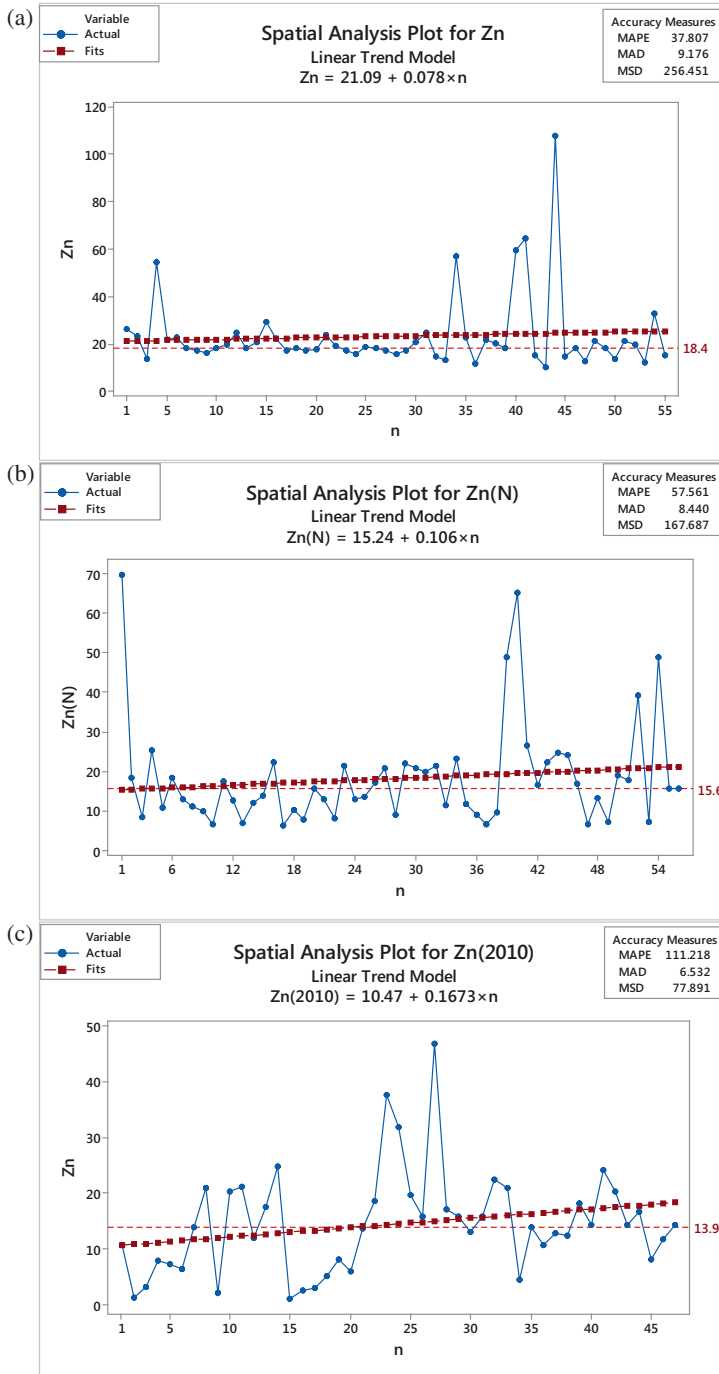 (a)
Variable
Actual
Fits
Spatial Analysis Plot for Zn
Linear Trend Model
Zn = 21.09 + 0.078×n
Accuracy Measures
MAPE 37.807
MAD 9.176
MSD 256.451
120
100
80
60
40
20
0
Zn
18.4
1 5 10 15 20 25 30 35 40 45 50 55
n
(b)
Variable
Actual
Fits
Spatial Analysis Plot for Zn(N)
Linear Trend Model
Zn(N) = 15.24 + 0.106×n
Accuracy Measures
MAPE 57.561
MAD 8.440
MSD 167.687
70
60
50
40
30
20
10
0
Zn(N)
15.6
1 6 12 18 24 30 36 42 48 54
n
(c)
Variable
Actual
Fits
Spatial Analysis Plot for Zn(2010)
Linear Trend Model
Zn(2010) = 10.47 + 0.1673×n
Accuracy Measures
MAPE 111.218
MAD 6.532
MSD 77.891
50
40
30
20
10
0
Zn
13.9
1 5 10 15 20 25 30 35 40 45
n